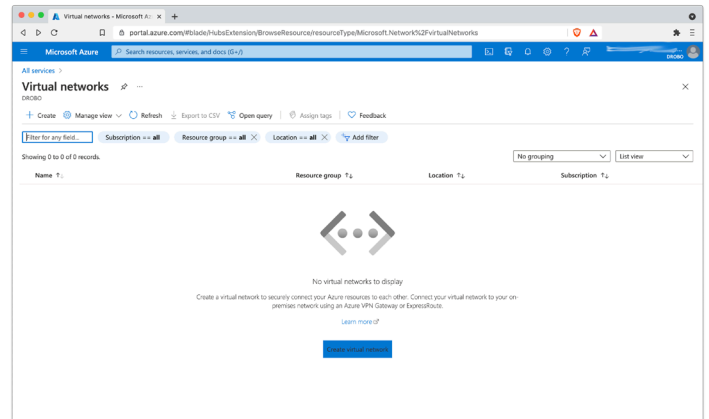 Virtual networks - Microsoft Az
portal.azure.com/#blade/HubsExtension/BrowseResource/resourceType/Microsoft.Network%2FvirtualNetworks
Microsoft Azure
Search resources, services, and docs (G+/)
DROBO
All services >
Virtual networks
DROBO
Create
Manage view
Refresh
Export to CSV
Open query
Assign tags
Feedback
Filter for any field...
Subscription == all
Resource group == all
Location == all
Add filter
Showing 0 to 0 of 0 records.
No grouping
List view
Name ↑↓
Resource group ↑↓
Location ↑↓
Subscription ↑↓
No virtual networks to display
Create a virtual network to securely connect your Azure resources to each other. Connect your virtual network to your on-
premises network using an Azure VPN Gateway or ExpressRoute.
Learn more
Create virtual network